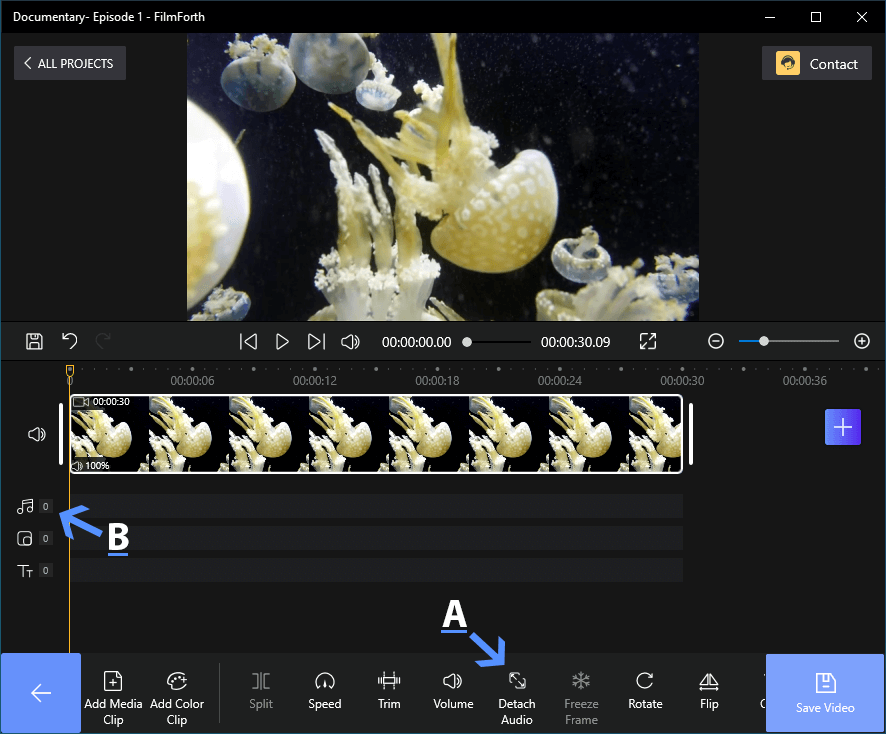 Documentary- Episode 1 - FilmForth
ALL PROJECTS
Contact
00:00:00.00
00:00:30.09
0
00:00:06
00:00:12
00:00:18
00:00:24
00:00:30
00:00:36
00:00:30
100%
0
B
0
TT
0
A
Add Media
Clip
Add Color
Clip
Split
Speed
Trim
Volume
Detach
Audio
Freeze
Frame
Rotate
Flip
Save Video